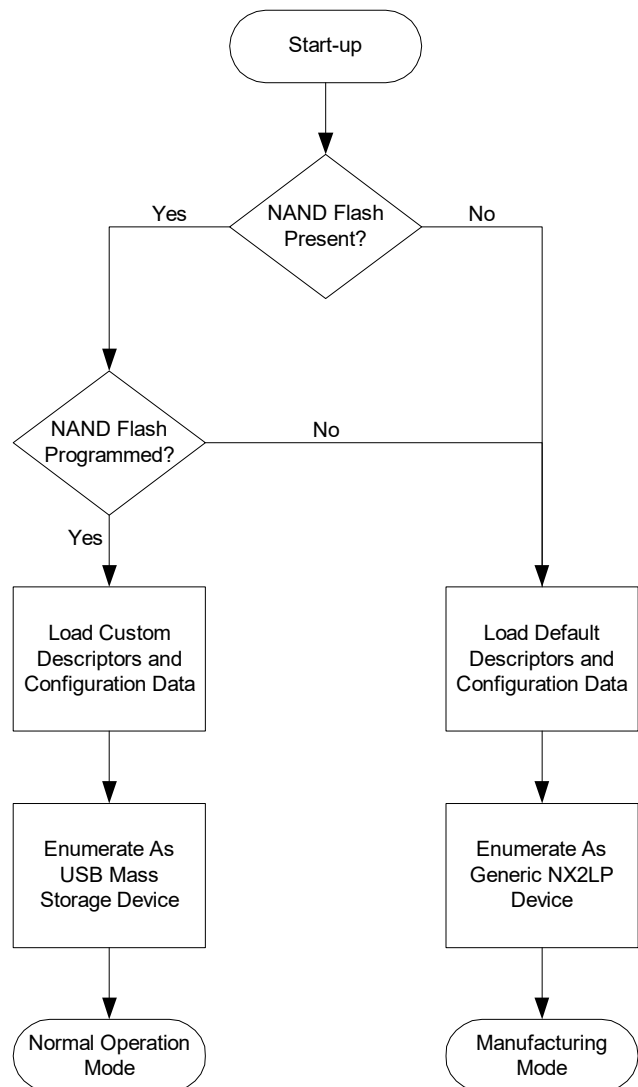 Start-up
NAND Flash
Present?
Yes
No
NAND Flash
Programmed?
No
Yes
Load Custom
Descriptors and
Configuration Data
Load Default
Descriptors and
Configuration Data
Enumerate As
USB Mass
Storage Device
Enumerate As
Generic NX2LP
Device
Normal Operation
Mode
Manufacturing
Mode